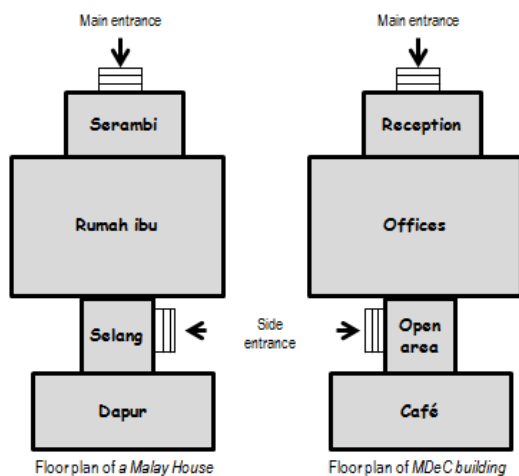 Main entrance
Serambi
Rumah ibu
Selang
Dapur
Floor plan of a Malay House
Side
entrance
Main entrance
Reception
Offices
Open
area
Café
Floor plan of MDeC building